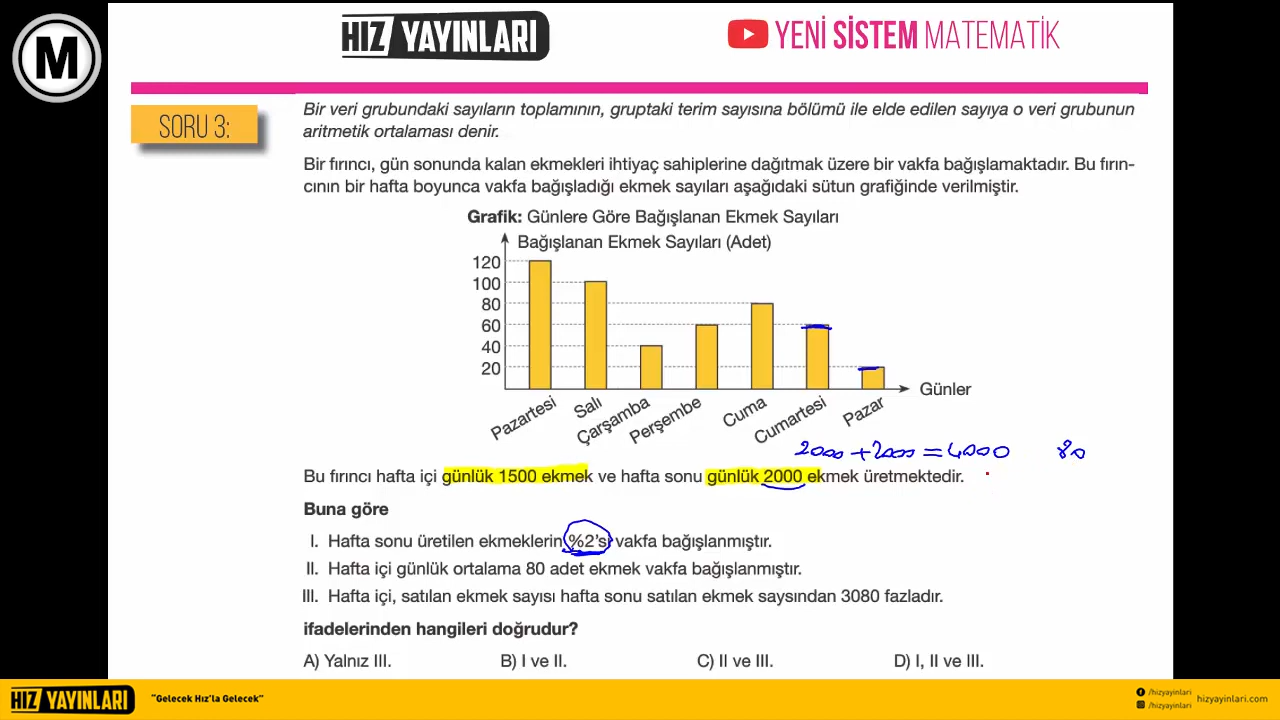 M
HIZ YAYINLARI
YENİ SİSTEM MATEMATİK
SORU 3:
Bir veri grubundaki sayıların toplamının, gruptaki terim sayısına bölümü ile elde edilen sayıya o veri grubunun
aritmetik ortalaması denir.
Bir fırıncı, gün sonunda kalan ekmekleri ihtiyaç sahiplerine dağıtmak üzere bir vakfa bağışlamaktadır. Bu fırın-
cının bir hafta boyunca vakfa bağışladığı ekmek sayıları aşağıdaki sütun grafiğinde verilmiştir.
Grafik: Günlere Göre Bağışlanan Ekmek Sayıları
Bağışlanan Ekmek Sayıları (Adet)
120
100
80
60
40
20
Günler
Pazartesi Salı Çarşamba Perşembe Cuma Cumartesi Pazar
2000 + 2000 = 4000 80
Bu fırıncı hafta içi günlük 1500 ekmek ve hafta sonu günlük 2000 ekmek üretmektedir.
Buna göre
I. Hafta sonu üretilen ekmeklerin %2's vakfa bağışlanmıştır.
II. Hafta içi günlük ortalama 80 adet ekmek vakfa bağışlanmıştır.
III. Hafta içi, satılan ekmek sayısı hafta sonu satılan ekmek saysından 3080 fazladır.
ifadelerinden hangileri doğrudur?
A) Yalnız III. B) I ve II. C) II ve III. D) I, II ve III.
HIZ YAYINLARI "Gelecek Hız'la Gelecek"
/hizyayinlari
/hizyayinlari
hizyayinlari.com